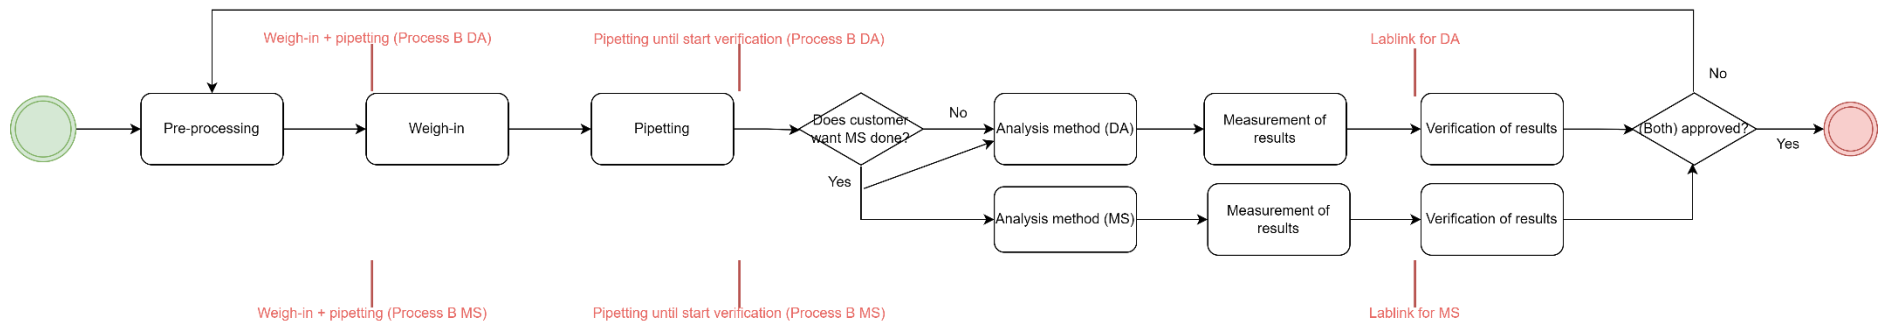 Weigh-in + pipetting (Process B DA)
Pipetting until start verification (Process B DA)
Lablink for DA
No
Pre-processing
Weigh-in
Pipetting
Does customer
want MS done?
No
Analysis method (DA)
Measurement of
results
Verification of results
(Both) approved?
Yes
Yes
Analysis method (MS)
Measurement of
results
Verification of results
Weigh-in + pipetting (Process B MS)
Pipetting until start verification (Process B MS)
Lablink for MS